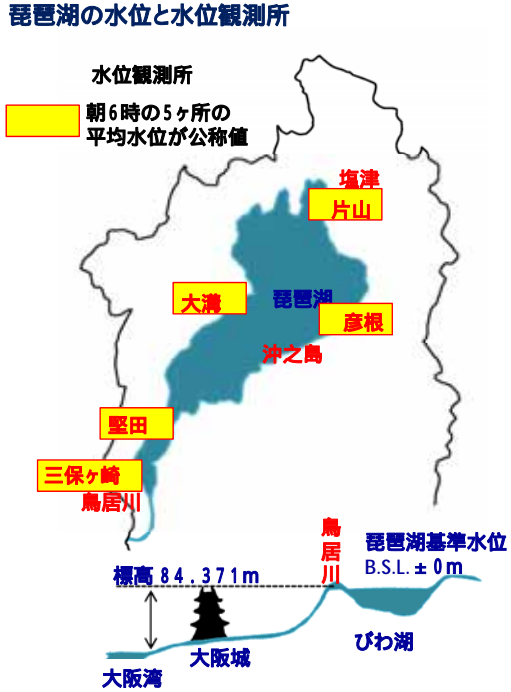 琵琶湖の水位と水位観測所
水位観測所
朝6時の5ヶ所の
平均水位が公称値
塩津
片山
大溝
琵琶湖
彦根
沖之島
堅田
三保ヶ崎
鳥居川
鳥居川
琵琶湖基準水位
B.S.L.±0m
標高84.371m
びわ湖
大阪城
大阪湾